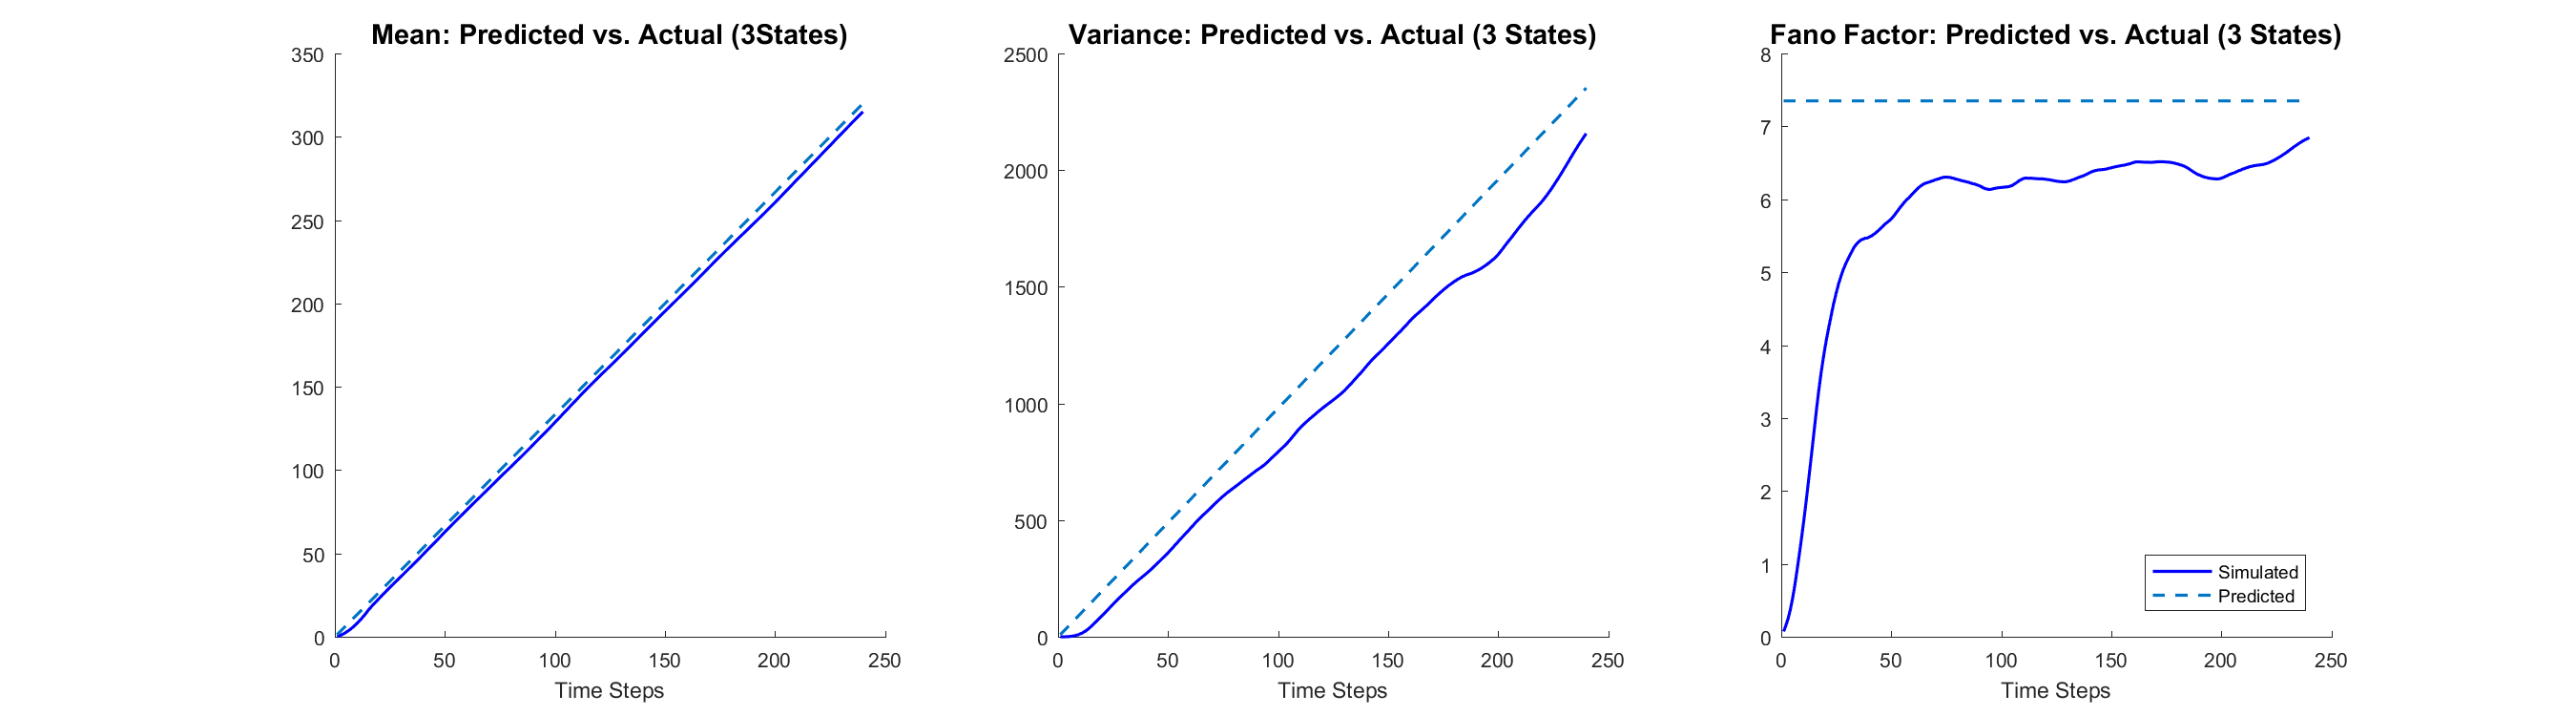 Mean: Predicted vs. Actual (3States)
350
300
250
200
150
100
50
0
0 50 100 150 200 250
Time Steps
Variance: Predicted vs. Actual (3 States)
2500
2000
1500
1000
500
0
0 50 100 150 200 250
Time Steps
Fano Factor: Predicted vs. Actual (3 States)
8
7
6
5
4
3
2
1
0
0 50 100 150 200 250
Time Steps
Simulated
Predicted